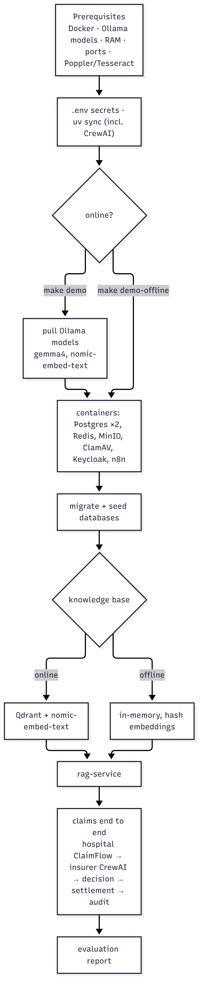 Prerequisites
Docker · Ollama
models · RAM ·
ports ·
Poppler/Tesseract
.env secrets ·
uv sync (incl.
CrewAI)
online?
make demo
make demo-offline
pull Ollama
models
gemma4, nomic-
embed-text
containers:
Postgres ×2,
Redis, MinIO,
ClamAV,
Keycloak, n8n
migrate + seed
databases
knowledge base
online
offline
Qdrant + nomic-
embed-text
in-memory, hash
embeddings
rag-service
claims end to
end
hospital
ClaimFlow →
insurer CrewAI
→ decision →
settlement →
audit
evaluation
report